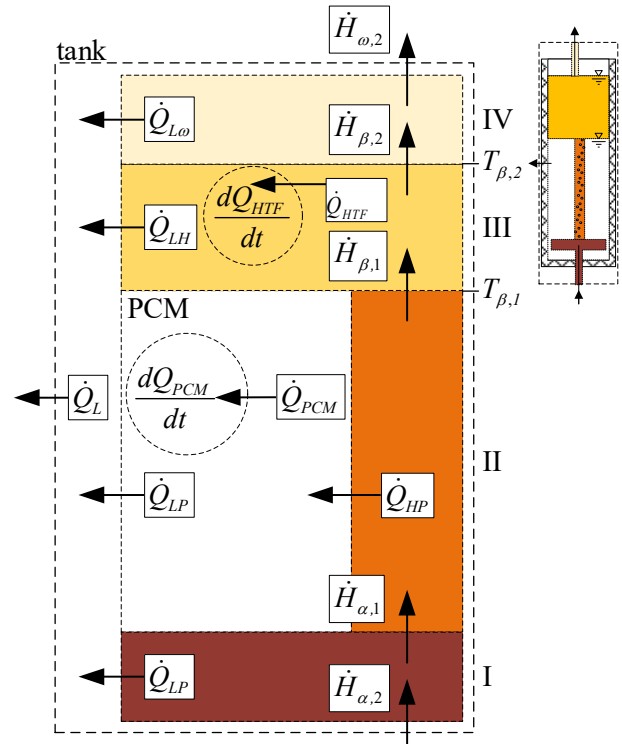 Ḣω,2
tank
Q̇Lω
Ḣβ,2
IV
Tβ,2
dQHTF
dt
Q̇HTF
Q̇LH
III
Ḣβ,1
PCM
Tβ,1
Q̇L
dQPCM
dt
Q̇PCM
II
Q̇LP
Q̇HP
Ḣα,1
Q̇LP
Ḣα,2
I